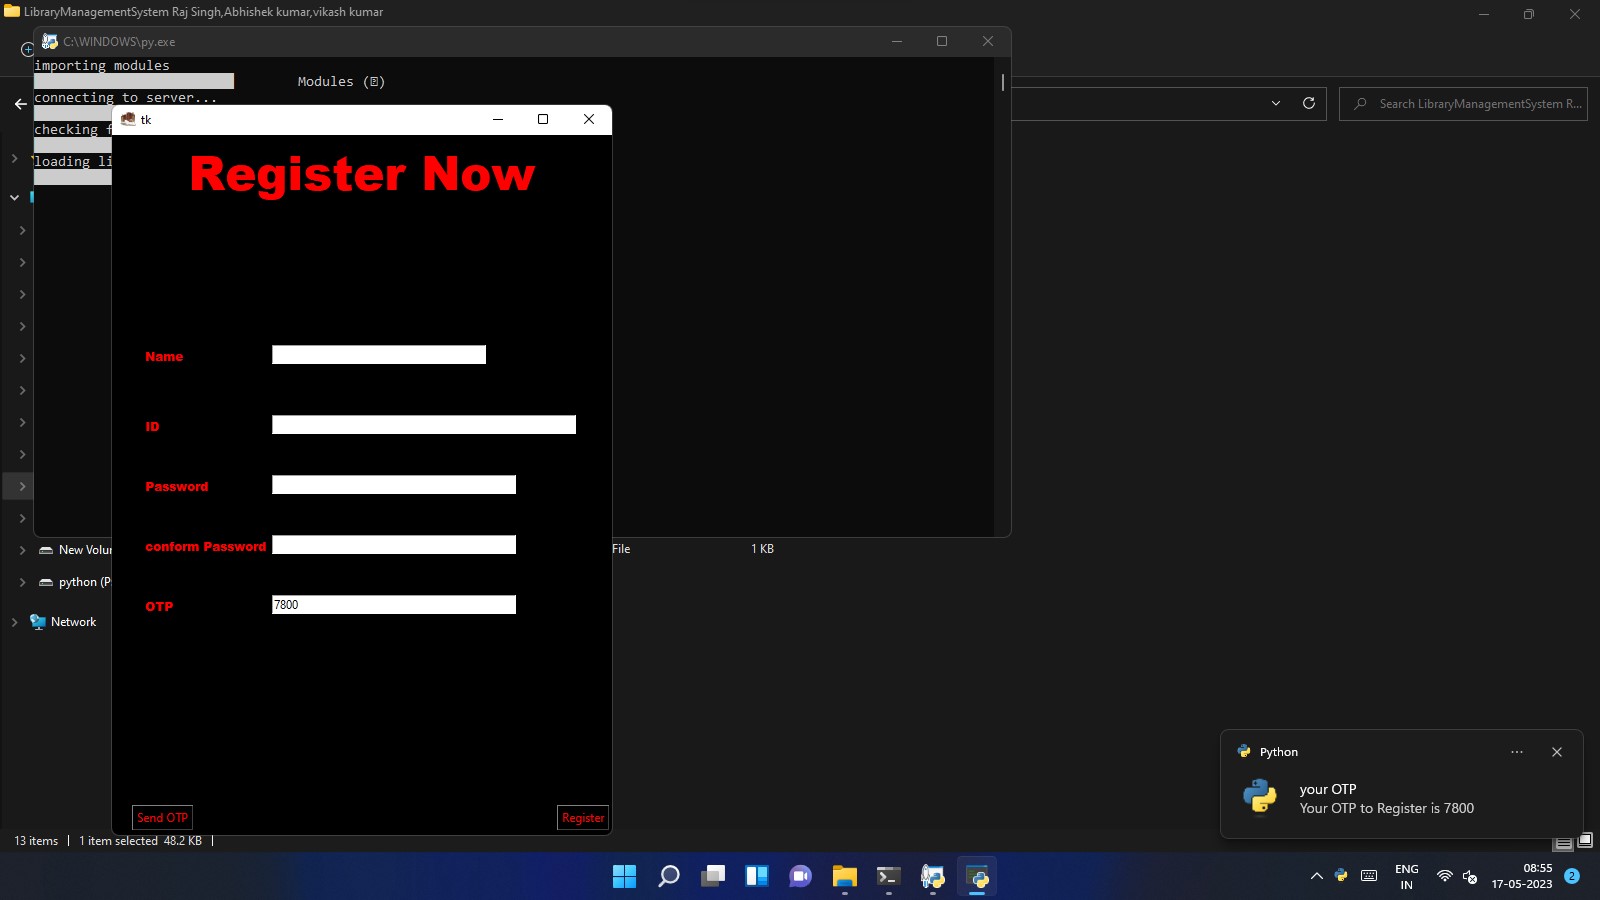 LibraryManagementSystem Raj Singh,Abhishek kumar,vikash kumar
C:\WINDOWS\py.exe
importing modules
Modules (⍰)
connecting to server...
checking f
loading li
Search LibraryManagementSystem R...
tk
Register Now
Name
ID
Password
conform Password
OTP
7800
Send OTP
Register
New Volu
python (P
Network
File
1 KB
13 items
1 item selected 48.2 KB
Python
your OTP
Your OTP to Register is 7800
ENG
IN
08:55
17-05-2023
2